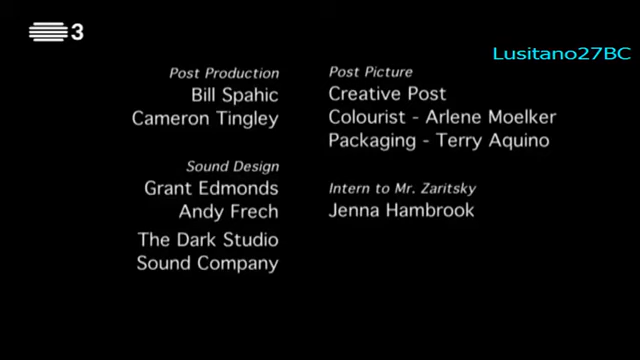 3
Lusitano27BC
Post Production
Bill Spahic
Cameron Tingley
Sound Design
Grant Edmonds
Andy Frech
The Dark Studio
Sound Company
Post Picture
Creative Post
Colourist - Arlene Moelker
Packaging - Terry Aquino
Intern to Mr. Zaritsky
Jenna Hambrook